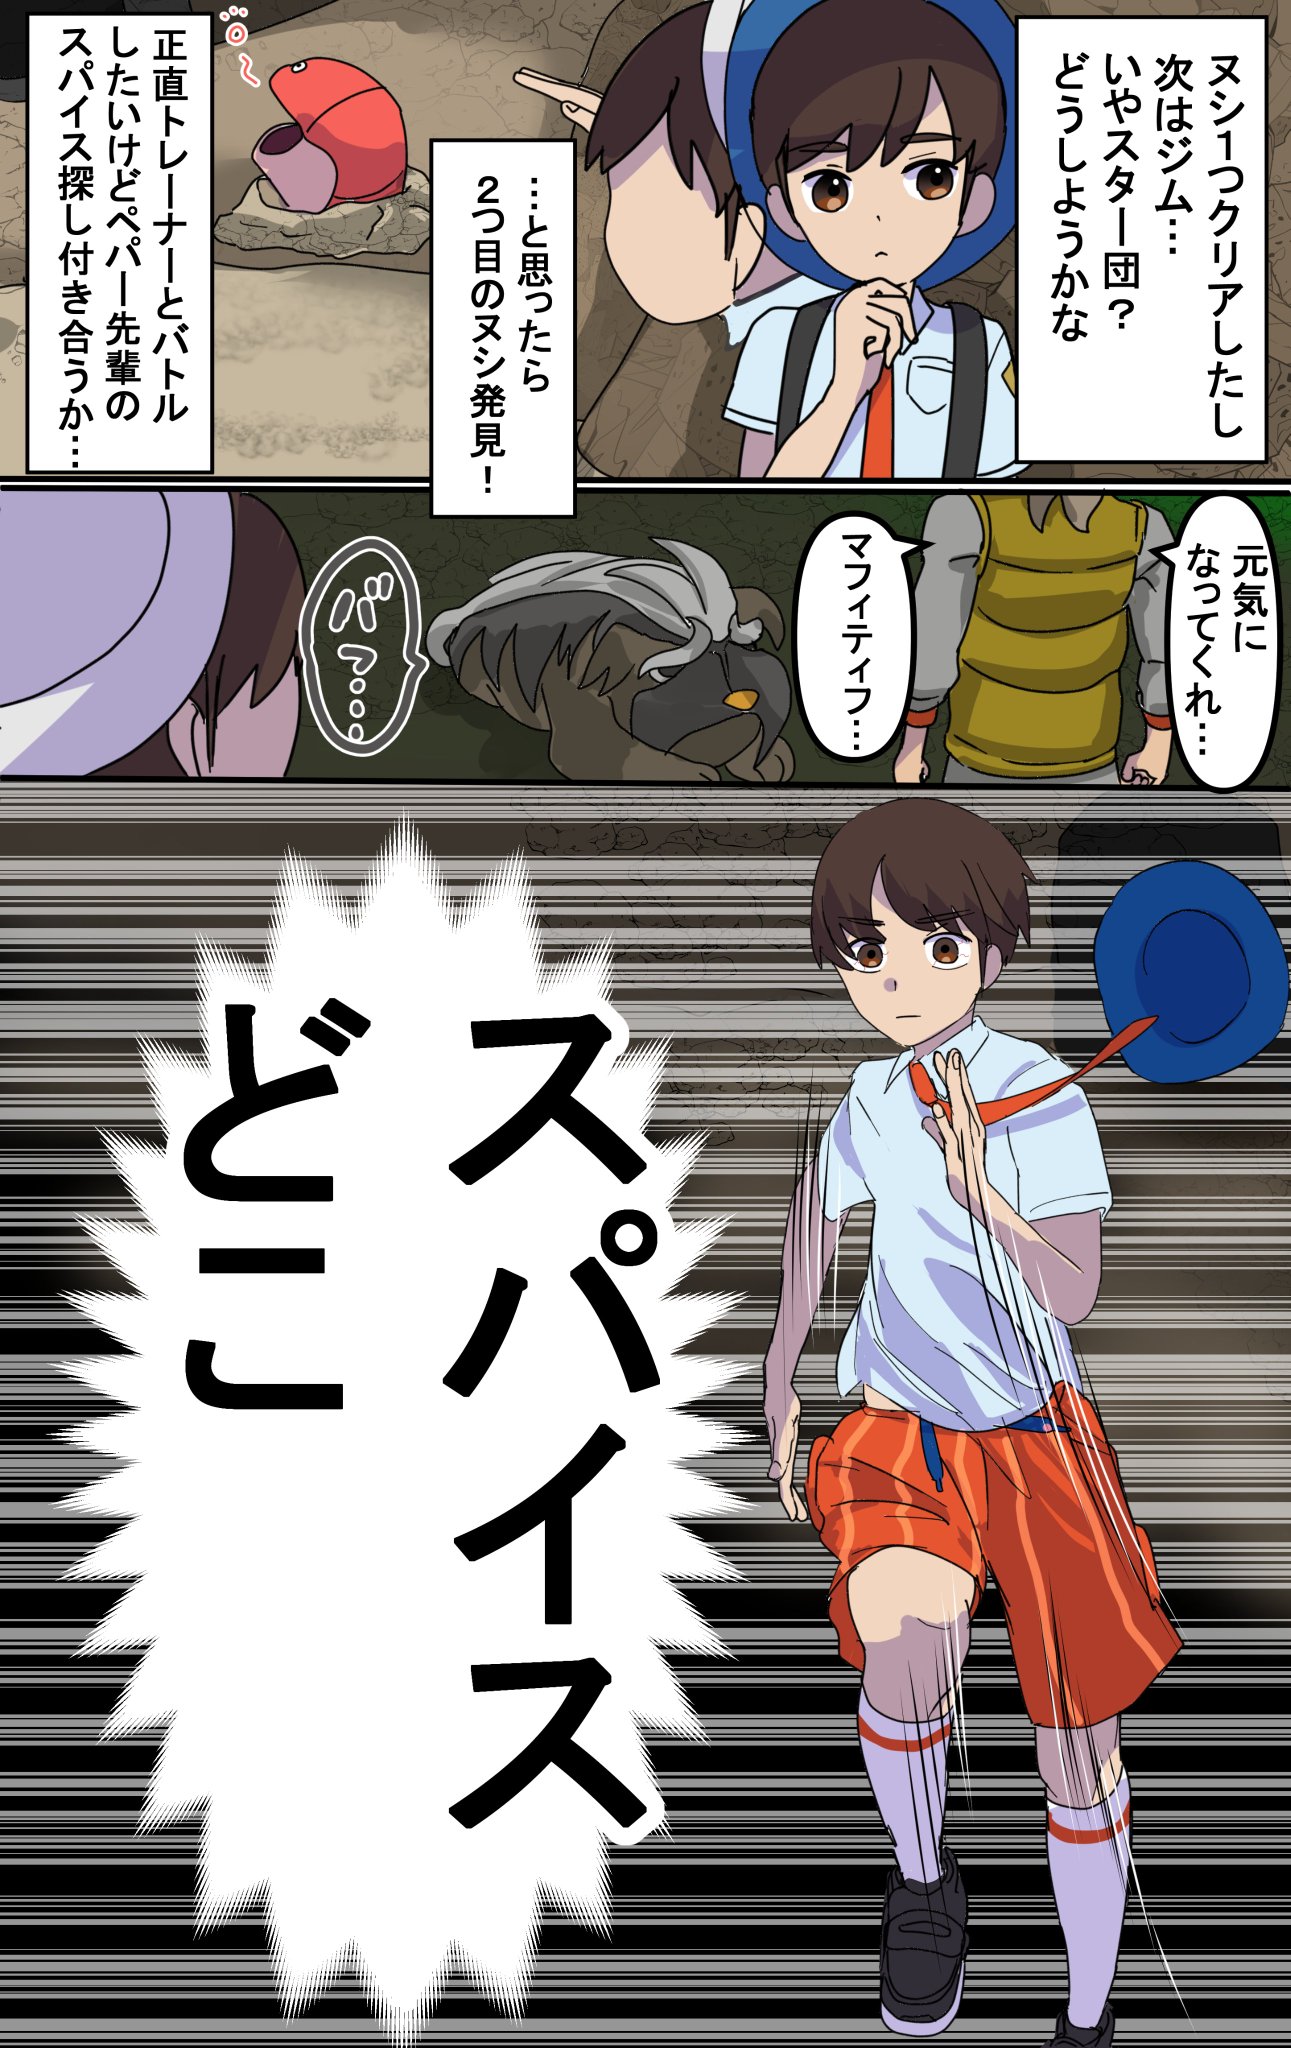 ヌシ1つクリアしたし
次はジム…
いやスター団？
どうしようかな
…と思ったら
2つ目のヌシ発見！
正直トレーナーとバトル
したいけどペパー先輩の
スパイス探し付き合うか…
元気に
なってくれ…
マフィティフ…
バフ……
スパイス
どこ